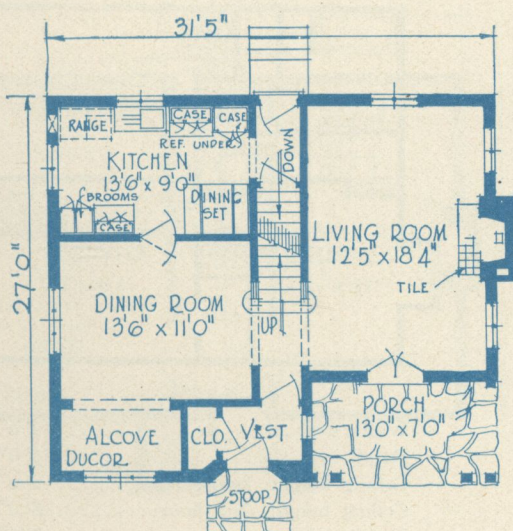 31'5"
27'0"
RANGE
CASE
CASE
REF. UNDER
KITCHEN
13'6" x 9'0"
DOWN
BROOMS
CASE
DINING
SET
LIVING ROOM
12'5" x 18'4"
TILE
DINING ROOM
13'6" x 11'0"
UP
ALCOVE
DUCOR
CLO.
VEST
PORCH
13'0" x 7'0"
STOOP